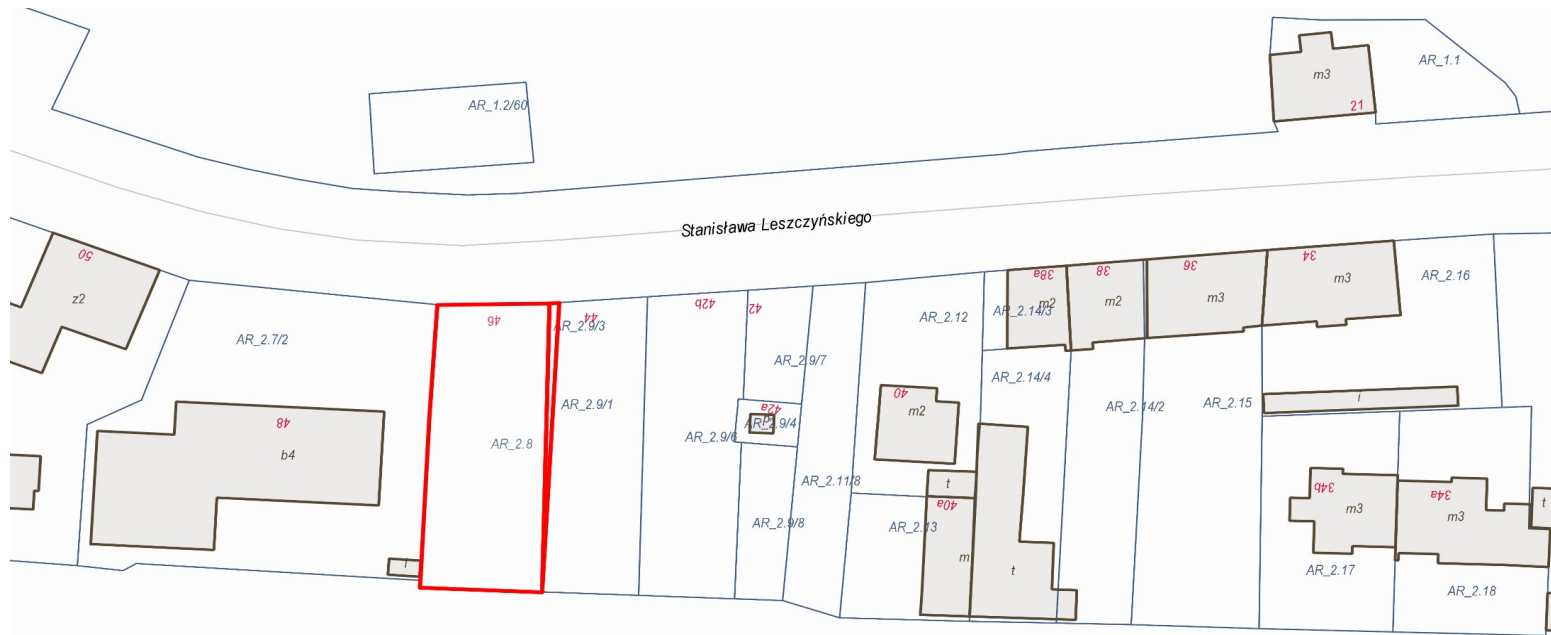 AR_1.1
m3
21
AR_1.2/60
Stanisława Leszczyńskiego
50
z2
AR_2.7/2
48
b4
i
46
AR_2.8
44
AR_2.9/3
AR_2.9/1
42b
AR_2.9/6
42
AR_2.9/7
42a
AR_2.9/4
AR_2.9/8
AR_2.11/8
AR_2.12
40
m2
t
40a
AR_2.13
m
t
38a
m2
AR_2.14/3
AR_2.14/4
38
m2
AR_2.14/2
36
m3
AR_2.15
34
m3
AR_2.16
i
34b
m3
AR_2.17
34a
m3
t
AR_2.18